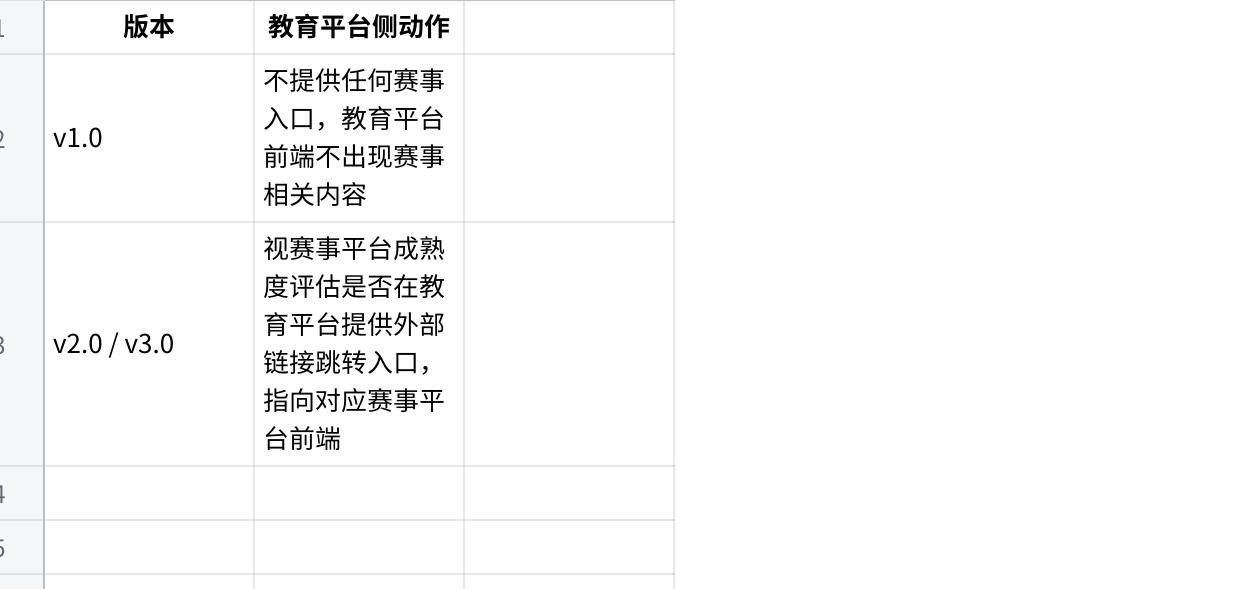 1
版本
教育平台侧动作
2
v1.0
不提供任何赛事
入口，教育平台
前端不出现赛事
相关内容
3
v2.0 / v3.0
视赛事平台成熟
度评估是否在教
育平台提供外部
链接跳转入口，
指向对应赛事平
台前端
4
5